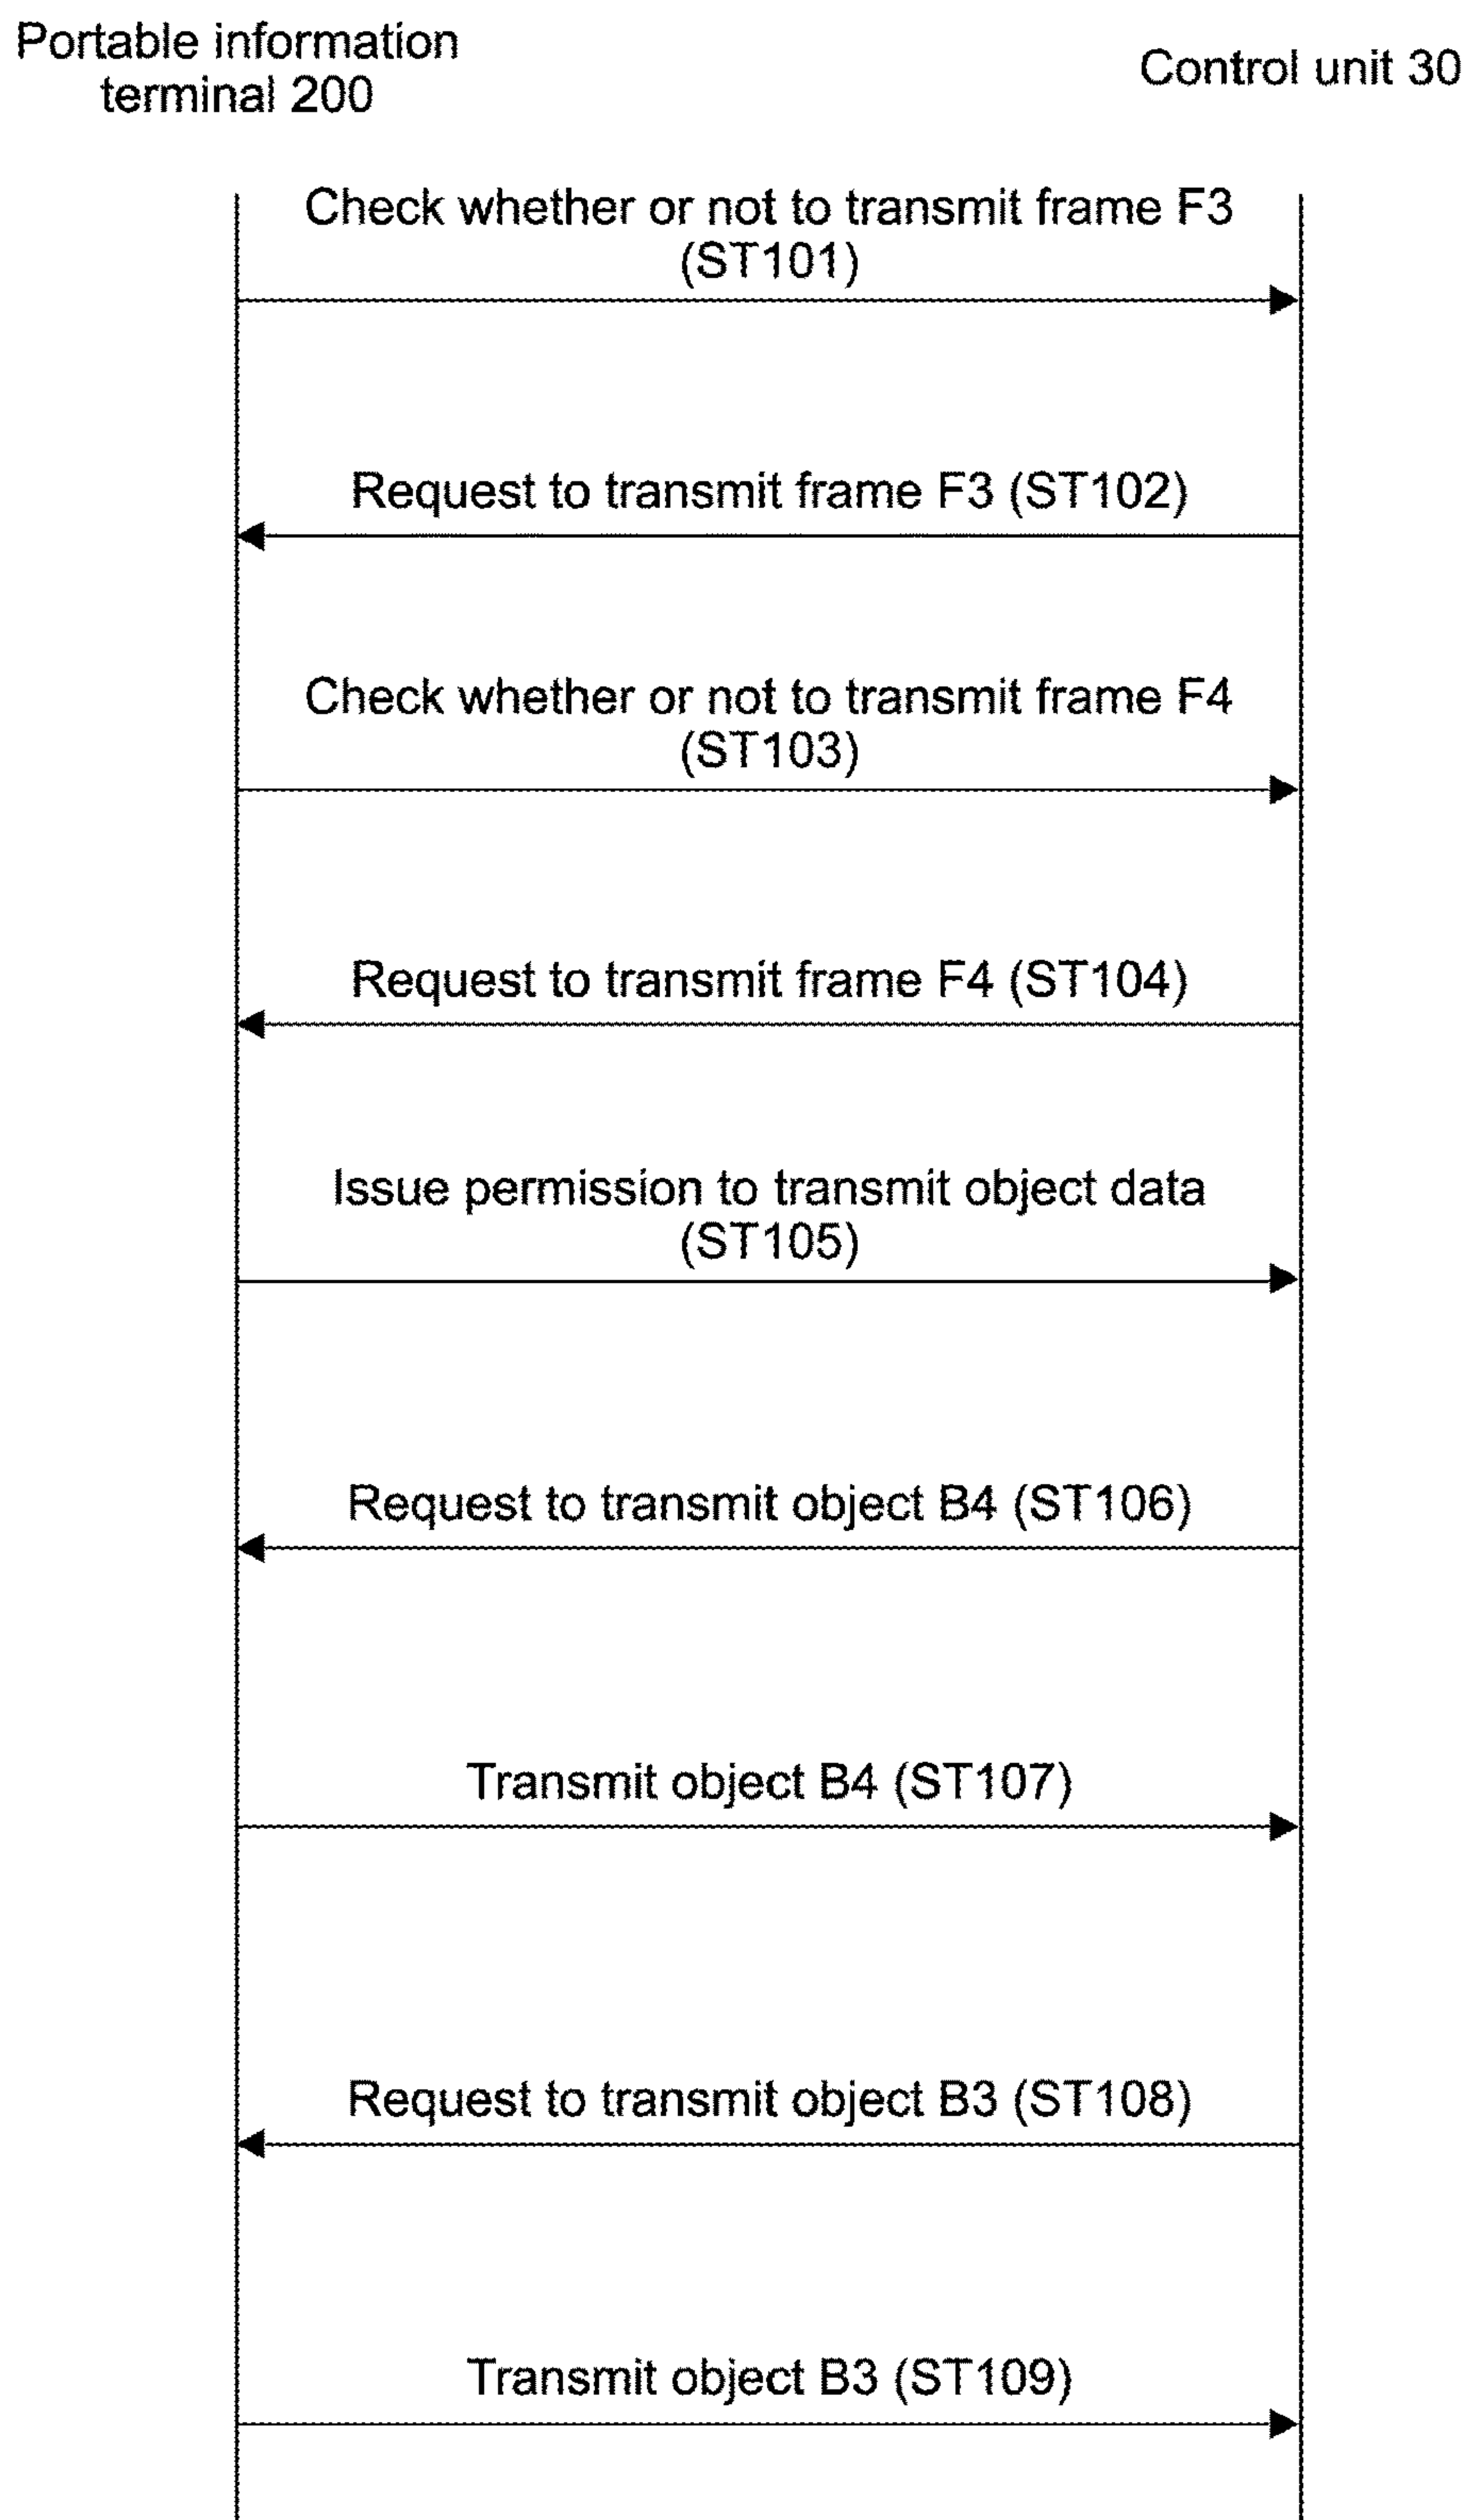 Portable information
terminal 200
Control unit 30
Check whether or not to transmit frame F3
(ST101)
Request to transmit frame F3 (ST102)
Check whether or not to transmit frame F4
(ST103)
Request to transmit frame F4 (ST104)
Issue permission to transmit object data
(ST105)
Request to transmit object B4 (ST106)
Transmit object B4 (ST107)
Request to transmit object B3 (ST108)
Transmit object B3 (ST109)